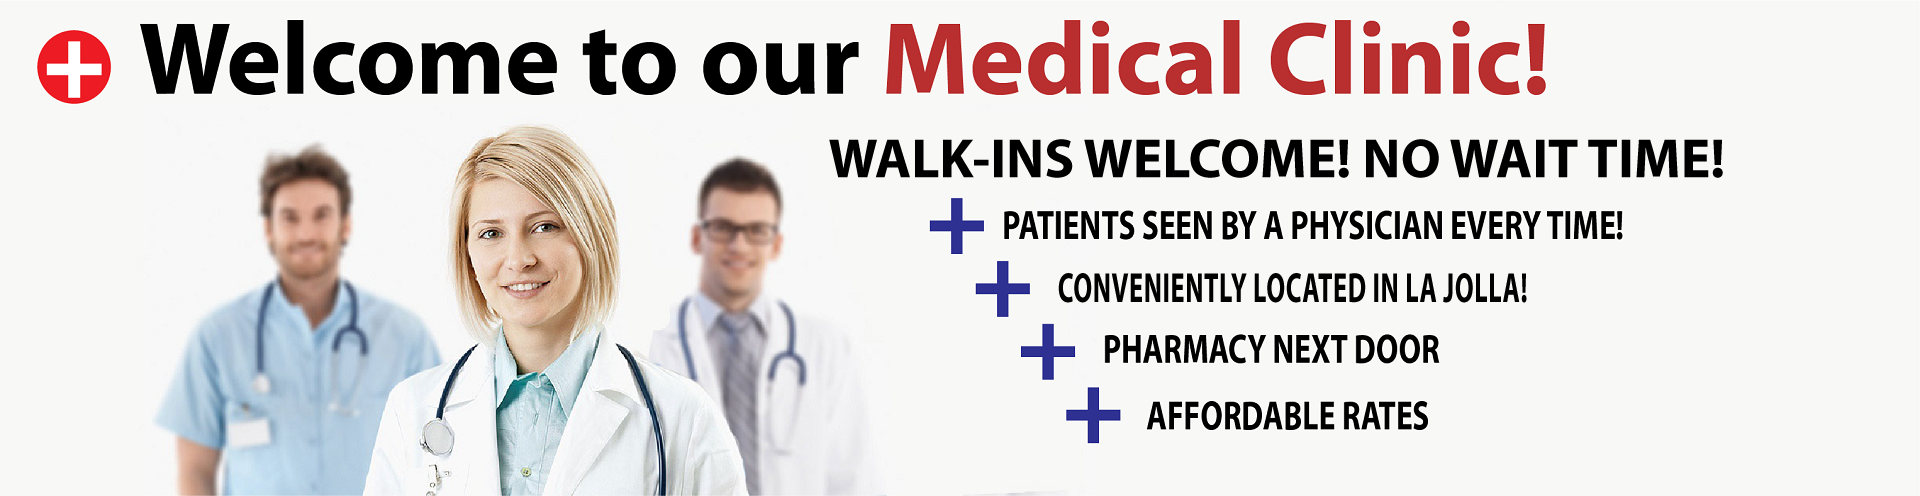 Welcome to our Medical Clinic!
WALK-INS WELCOME! NO WAIT TIME!
PATIENTS SEEN BY A PHYSICIAN EVERY TIME!
CONVENIENTLY LOCATED IN LA JOLLA!
PHARMACY NEXT DOOR
AFFORDABLE RATES